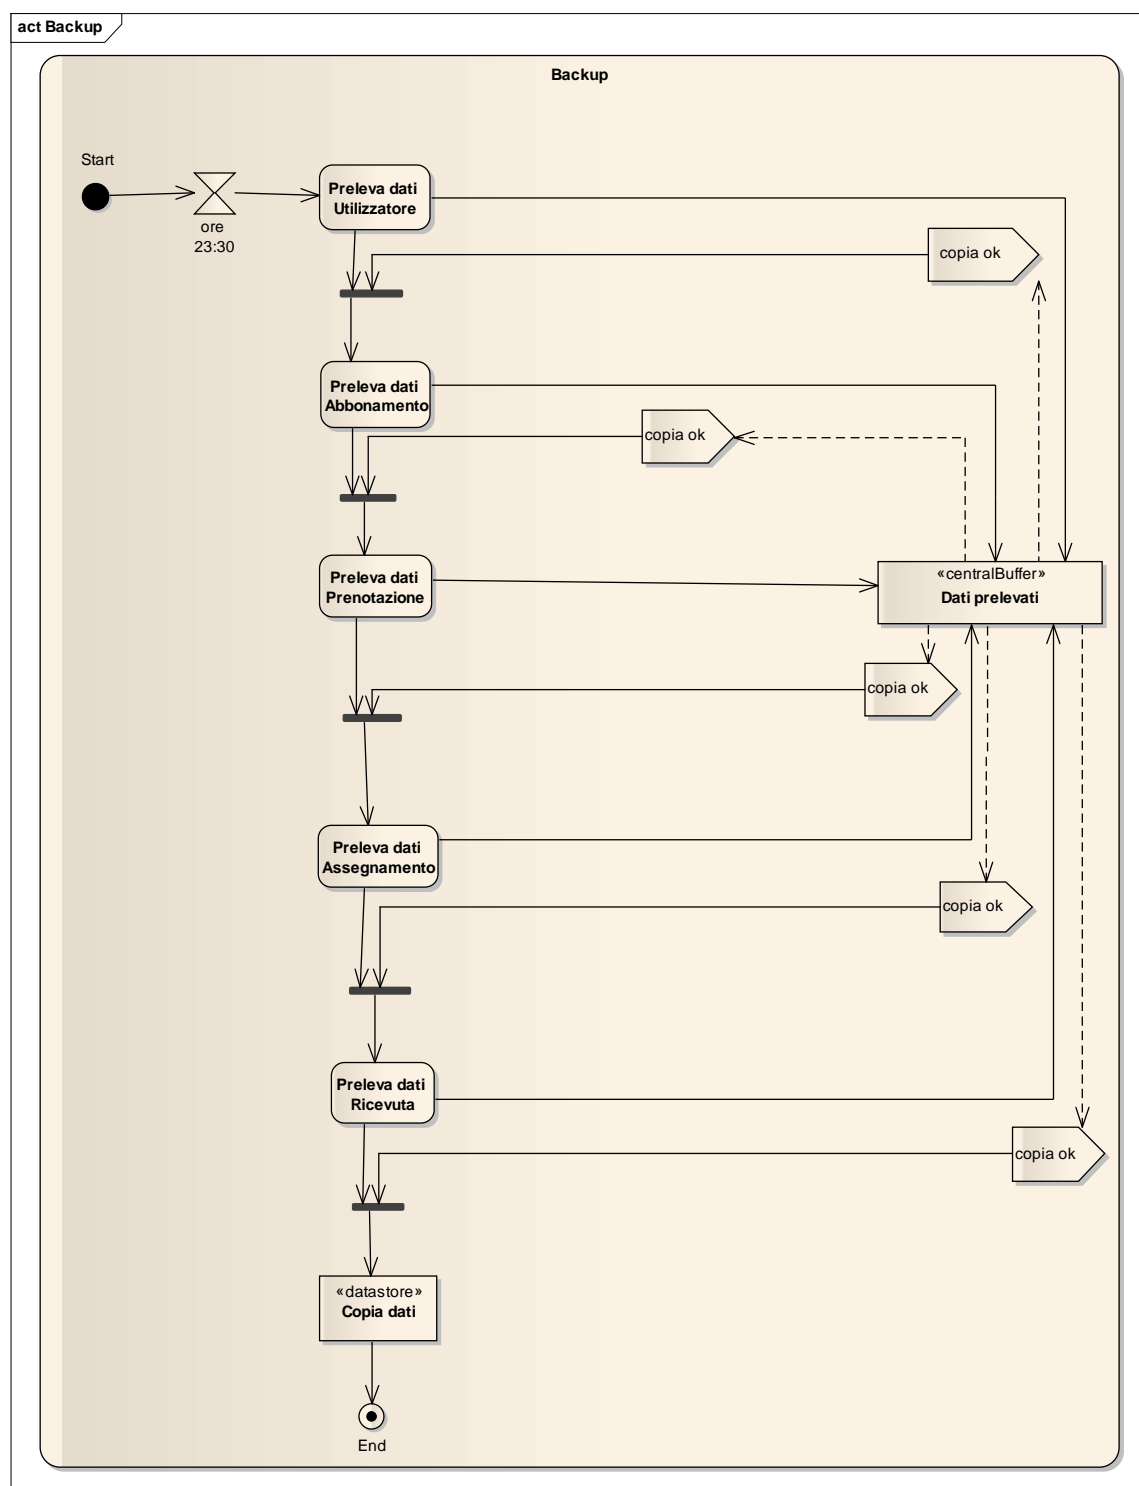 act Backup
Backup
Start
ore
23:30
Preleva dati
Utilizzatore
copia ok
Preleva dati
Abbonamento
copia ok
Preleva dati
Prenotazione
«centralBuffer»
Dati prelevati
copia ok
Preleva dati
Assegnamento
copia ok
Preleva dati
Ricevuta
copia ok
«datastore»
Copia dati
End